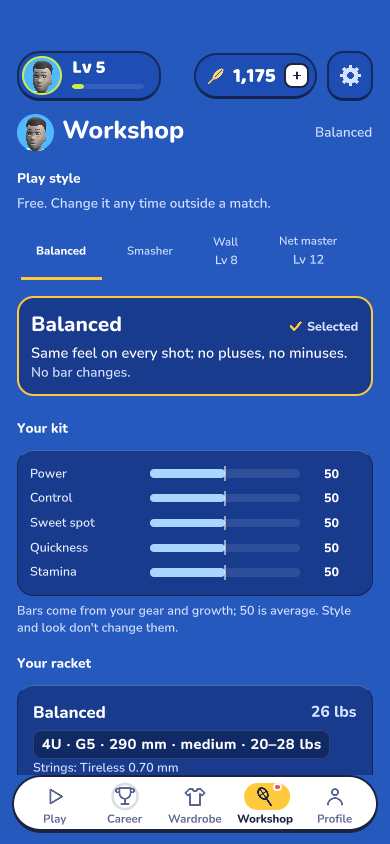 Lv 5
1,175
Workshop
Balanced
Play style
Free. Change it any time outside a match.
Balanced
Smasher
Wall
Lv 8
Net master
Lv 12
Balanced
Selected
Same feel on every shot; no pluses, no minuses.
No bar changes.
Your kit
Power 50
Control 50
Sweet spot 50
Quickness 50
Stamina 50
Bars come from your gear and growth; 50 is average. Style
and look don't change them.
Your racket
Balanced 26 lbs
4U · G5 · 290 mm · medium · 20–28 lbs
Strings: Tireless 0.70 mm
Play Career Wardrobe Workshop Profile